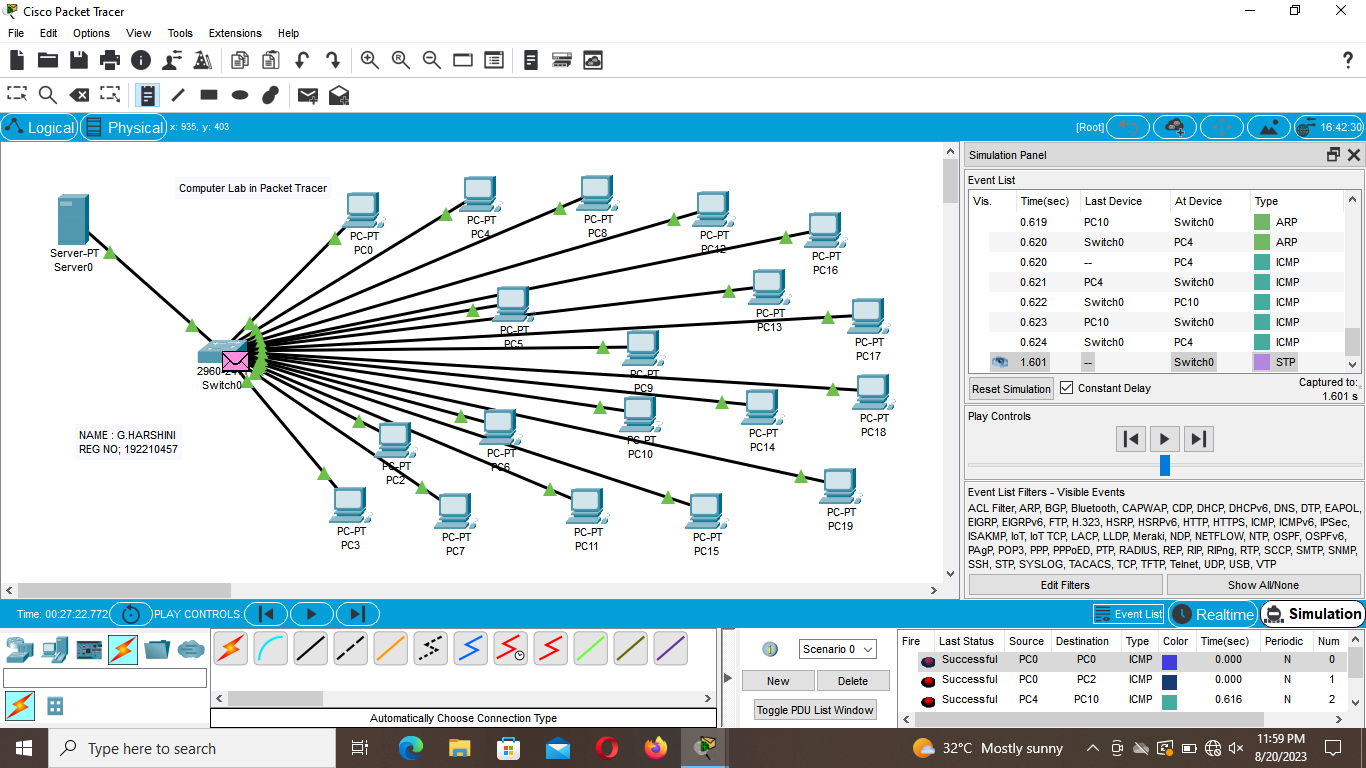 Cisco Packet Tracer
File Edit Options View Tools Extensions Help
Logical Physical x: 935, y: 403 [Root] 16:42:30
Computer Lab in Packet Tracer
Server-PT
Server0
PC-PT
PC0
PC-PT
PC4
PC-PT
PC8
PC-PT
PC12
PC-PT
PC16
PC-PT
PC5
PC-PT
PC13
PC-PT
PC17
PC-PT
PC9
Switch0
PC-PT
PC18
PC-PT
PC10
PC-PT
PC14
PC-PT
PC6
PC-PT
PC2
NAME : G.HARSHINI
REG NO; 192210457
PC-PT
PC19
PC-PT
PC3
PC-PT
PC7
PC-PT
PC11
PC-PT
PC15
Simulation Panel
Event List
Vis. Time(sec) Last Device At Device Type
0.619 PC10 Switch0 ARP
0.620 Switch0 PC4 ARP
0.620 -- PC4 ICMP
0.621 PC4 Switch0 ICMP
0.622 Switch0 PC10 ICMP
0.623 PC10 Switch0 ICMP
0.624 Switch0 PC4 ICMP
1.601 -- Switch0 STP
Reset Simulation Constant Delay Captured to:
1.601 s
Play Controls
Event List Filters - Visible Events
ACL Filter, ARP, BGP, Bluetooth, CAPWAP, CDP, DHCP, DHCPv6, DNS, DTP, EAPOL,
EIGRP, EIGRPv6, FTP, H.323, HSRP, HSRPv6, HTTP, HTTPS, ICMP, ICMPv6, IPSec,
ISAKMP, IoT, IoT TCP, LACP, LLDP, Meraki, NDP, NETFLOW, NTP, OSPF, OSPFv6,
PAgP, POP3, PPP, PPPoED, PTP, RADIUS, REP, RIP, RIPng, RTP, SCCP, SMTP, SNMP,
SSH, STP, SYSLOG, TACACS, TCP, TFTP, Telnet, UDP, USB, VTP
Edit Filters Show All/None
Time: 00:27:22.772 PLAY CONTROLS: Event List Realtime Simulation
Automatically Choose Connection Type
Scenario 0
New Delete
Toggle PDU List Window
Fire Last Status Source Destination Type Color Time(sec) Periodic Num
Successful PC0 PC0 ICMP 0.000 N 0
Successful PC0 PC2 ICMP 0.000 N 1
Successful PC4 PC10 ICMP 0.616 N 2
Type here to search
32°C Mostly sunny
11:59 PM
8/20/2023